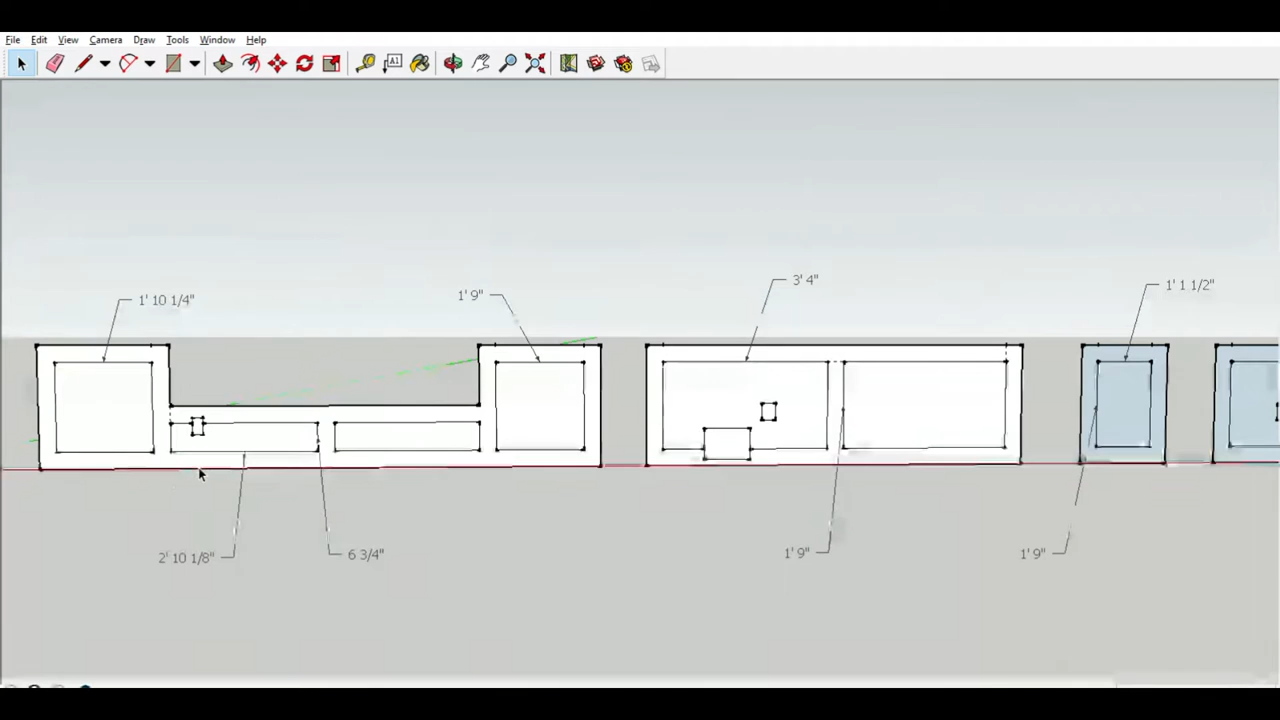 File Edit View Camera Draw Tools Window Help
A1
1' 10 1/4"
1' 9"
3' 4"
1' 1 1/2"
2' 10 1/8"
6 3/4"
1' 9"
1' 9"